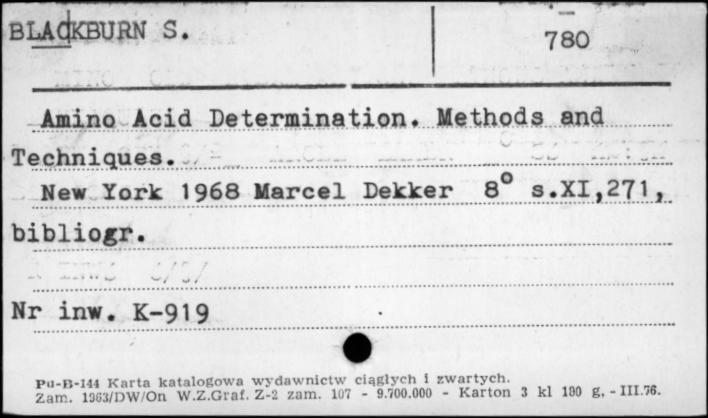 BLACKBURN S.
780
Amino Acid Determination. Methods and
Techniques.
New York 1968 Marcel Dekker 8° s.XI,271,
bibliogr.
Nr inw. K-919
Pu-B-144 Karta katalogowa wydawnictw ciągłych i zwartych.
Zam. 1963/DW/On W.Z.Graf. Z-2 zam. 107 - 9.700.000 - Karton 3 kl 180 g. - III.76.